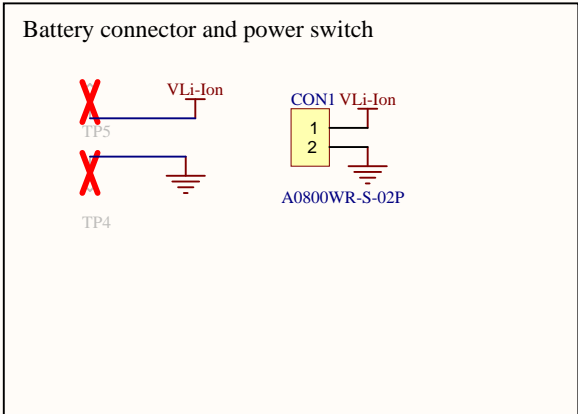 Battery connector and power switch
VLi-Ion
TP5
TP4
CON1 VLi-Ion
1
2
A0800WR-S-02P